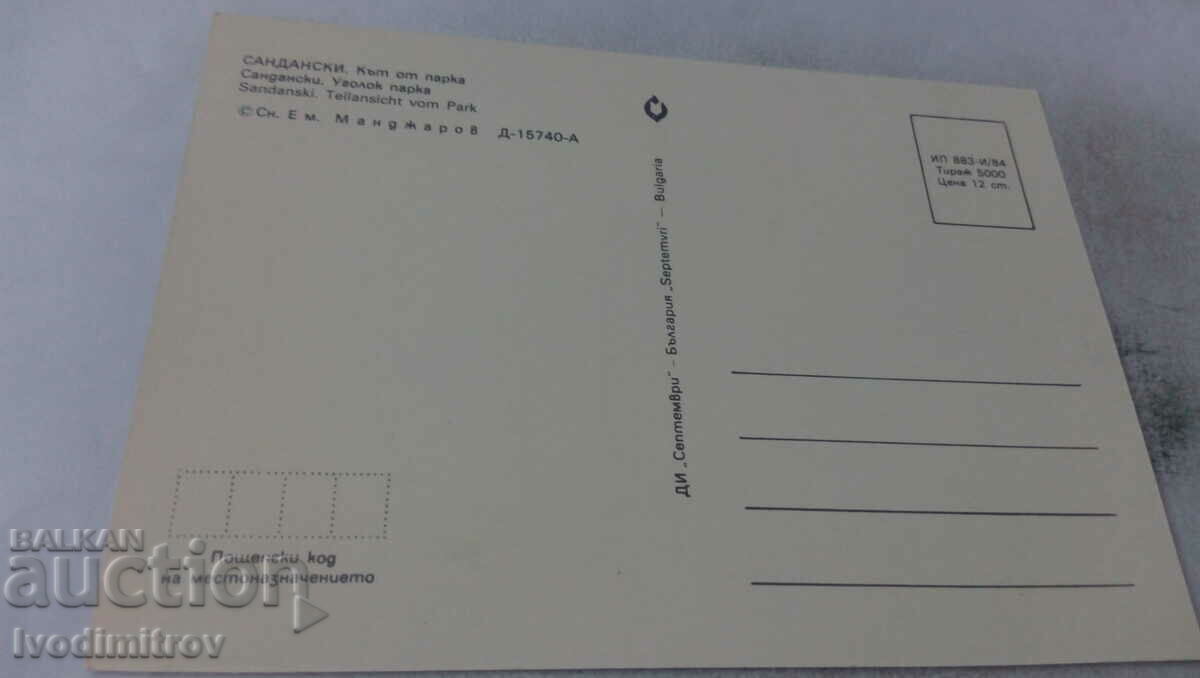 САНДАНСКИ. Кът от парка
Сандански. Уголок парка
Sandanski. Teilansicht vom Park
© Сн. Ем. Манджаров Д-15740-А
ДИ „Септември" – България „Septemvri" – Bulgaria
ИП 883-И/84
Тираж 5000
Цена 12 ст.
Пощенски код
на местоназначението
BALKAN
auction
Ivodimitrov